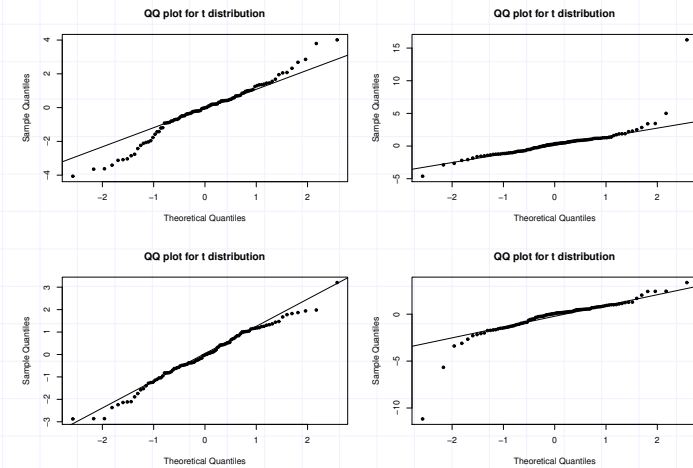 QQ plot for t distribution
QQ plot for t distribution
Sample Quantiles
4
2
0
−2
−4
−2 −1 0 1 2
Theoretical Quantiles
Sample Quantiles
15
10
5
0
−5
−2 −1 0 1 2
Theoretical Quantiles
QQ plot for t distribution
QQ plot for t distribution
Sample Quantiles
3
2
1
0
−1
−2
−3
−2 −1 0 1 2
Theoretical Quantiles
Sample Quantiles
0
−5
−10
−2 −1 0 1 2
Theoretical Quantiles